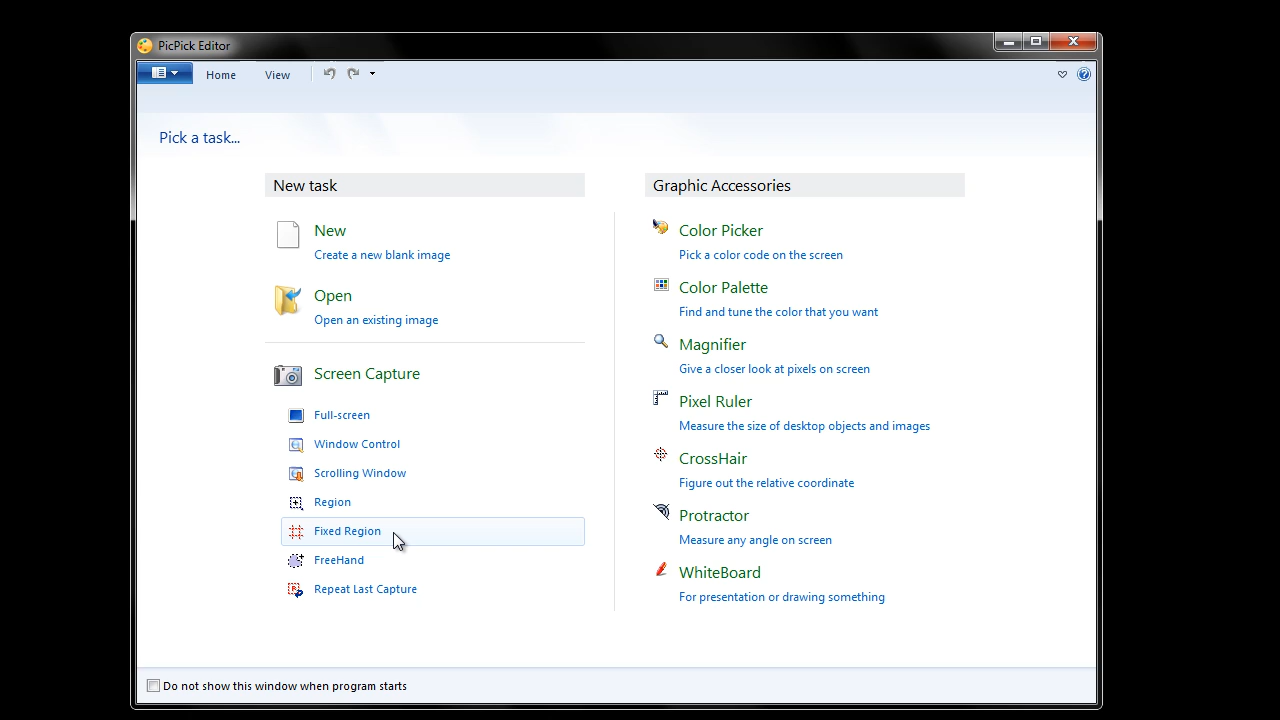 PicPick Editor
Home View
Pick a task...
New task
New
Create a new blank image
Open
Open an existing image
Screen Capture
Full-screen
Window Control
Scrolling Window
Region
Fixed Region
FreeHand
Repeat Last Capture
Graphic Accessories
Color Picker
Pick a color code on the screen
Color Palette
Find and tune the color that you want
Magnifier
Give a closer look at pixels on screen
Pixel Ruler
Measure the size of desktop objects and images
CrossHair
Figure out the relative coordinate
Protractor
Measure any angle on screen
WhiteBoard
For presentation or drawing something
Do not show this window when program starts